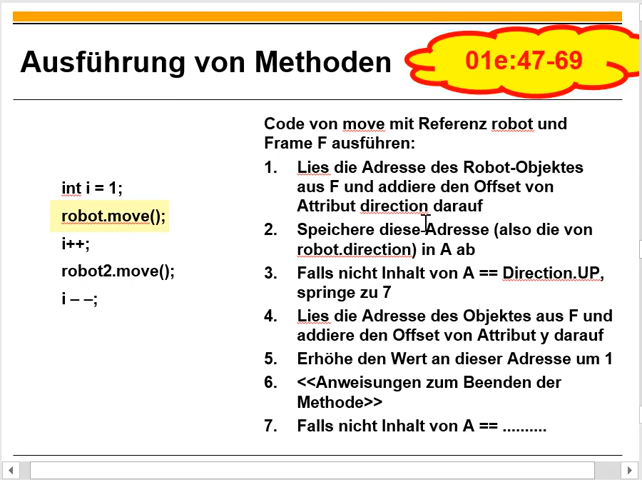 Ausführung von Methoden
01e:47-69
int i = 1;
robot.move();
i++;
robot2.move();
i – –;
Code von move mit Referenz robot und
Frame F ausführen:
1. Lies die Adresse des Robot-Objektes
aus F und addiere den Offset von
Attribut direction darauf
2. Speichere diese Adresse (also die von
robot.direction) in A ab
3. Falls nicht Inhalt von A == Direction.UP,
springe zu 7
4. Lies die Adresse des Objektes aus F und
addiere den Offset von Attribut y darauf
5. Erhöhe den Wert an dieser Adresse um 1
6. <<Anweisungen zum Beenden der
Methode>>
7. Falls nicht Inhalt von A == ..........